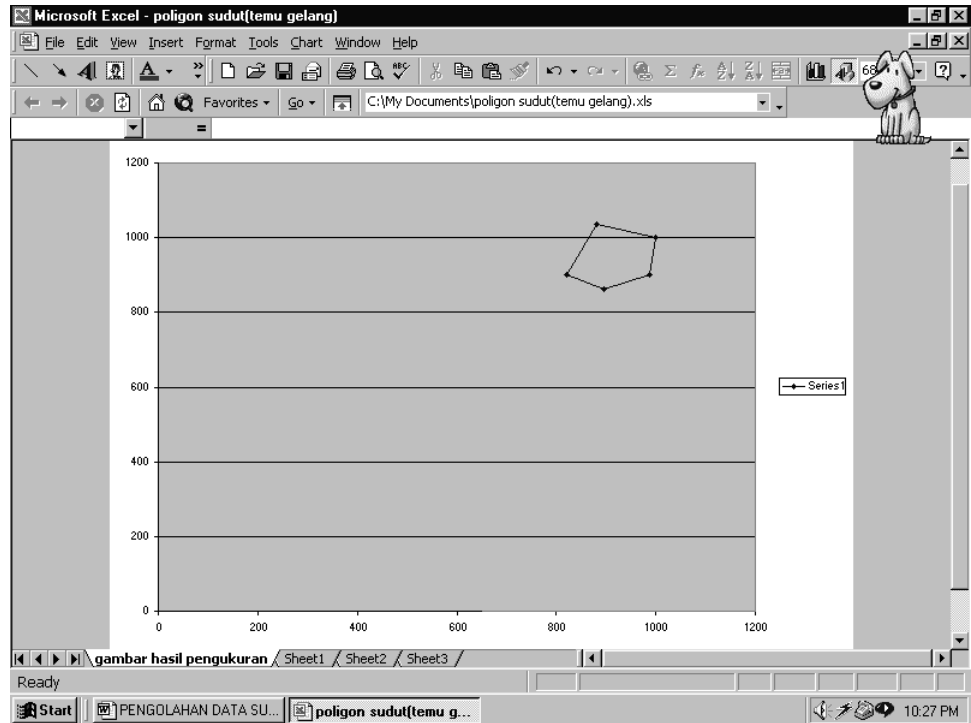 Microsoft Excel - poligon sudut(temu gelang)
File Edit View Insert Format Tools Chart Window Help
Favorites Go C:\My Documents\poligon sudut(temu gelang).xls
=
1200
1000
800
600
400
200
0
0 200 400 600 800 1000 1200
Series1
gambar hasil pengukuran Sheet1 Sheet2 Sheet3
Ready
Start PENGOLAHAN DATA SU... poligon sudut(temu g... 10:27 PM